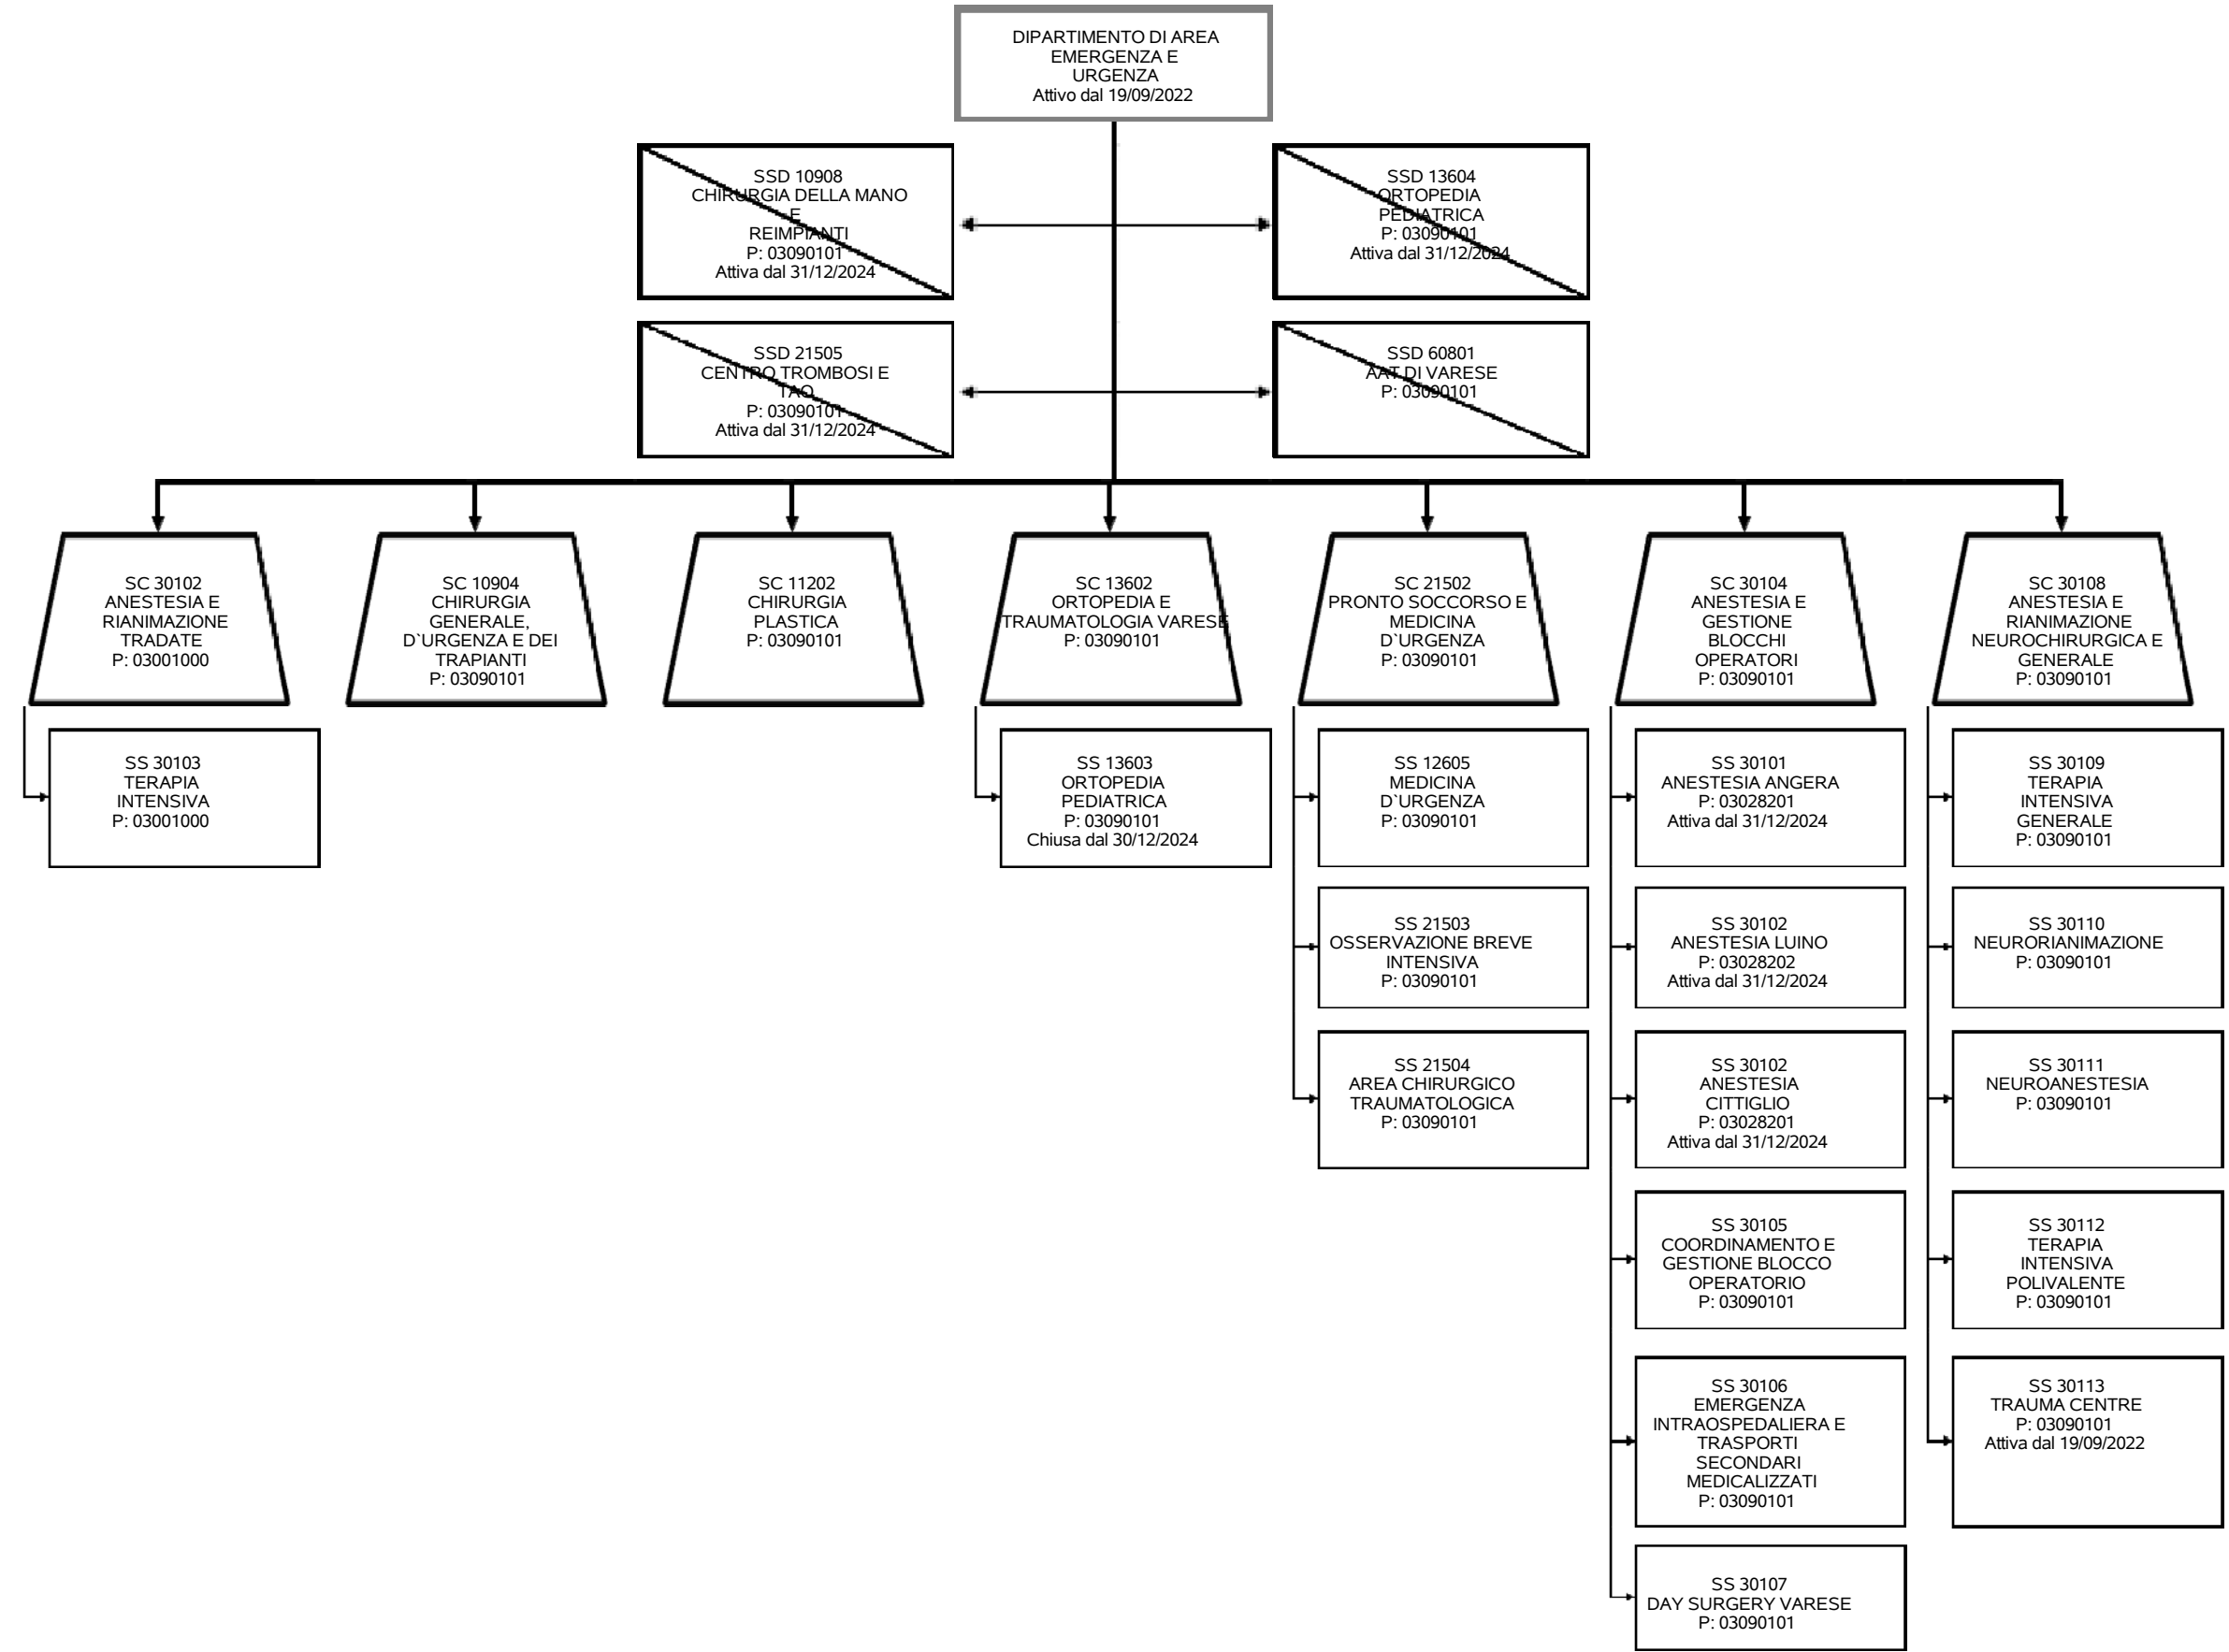 DIPARTIMENTO DI AREA
EMERGENZA E
URGENZA
Attivo dal 19/09/2022
SSD 10908
CHIRURGIA DELLA MANO
E
REIMPIANTI
P: 03090101
Attiva dal 31/12/2024
SSD 13604
ORTOPEDIA
PEDIATRICA
P: 03090101
Attiva dal 31/12/2024
SSD 21505
CENTRO TROMBOSI E
TAO
P: 03090101
Attiva dal 31/12/2024
SSD 60801
AAT DI VARESE
P: 03090101
SC 30102
ANESTESIA E
RIANIMAZIONE
TRADATE
P: 03001000
SC 10904
CHIRURGIA
GENERALE,
D`URGENZA E DEI
TRAPIANTI
P: 03090101
SC 11202
CHIRURGIA
PLASTICA
P: 03090101
SC 13602
ORTOPEDIA E
TRAUMATOLOGIA VARESE
P: 03090101
SC 21502
PRONTO SOCCORSO E
MEDICINA
D`URGENZA
P: 03090101
SC 30104
ANESTESIA E
GESTIONE
BLOCCHI
OPERATORI
P: 03090101
SC 30108
ANESTESIA E
RIANIMAZIONE
NEUROCHIRURGICA E
GENERALE
P: 03090101
SS 30103
TERAPIA
INTENSIVA
P: 03001000
SS 13603
ORTOPEDIA
PEDIATRICA
P: 03090101
Chiusa dal 30/12/2024
SS 12605
MEDICINA
D`URGENZA
P: 03090101
SS 30101
ANESTESIA ANGERA
P: 03028201
Attiva dal 31/12/2024
SS 30109
TERAPIA
INTENSIVA
GENERALE
P: 03090101
SS 21503
OSSERVAZIONE BREVE
INTENSIVA
P: 03090101
SS 30102
ANESTESIA LUINO
P: 03028202
Attiva dal 31/12/2024
SS 30110
NEURORIANIMAZIONE
P: 03090101
SS 21504
AREA CHIRURGICO
TRAUMATOLOGICA
P: 03090101
SS 30102
ANESTESIA
CITTIGLIO
P: 03028201
Attiva dal 31/12/2024
SS 30111
NEUROANESTESIA
P: 03090101
SS 30105
COORDINAMENTO E
GESTIONE BLOCCO
OPERATORIO
P: 03090101
SS 30112
TERAPIA
INTENSIVA
POLIVALENTE
P: 03090101
SS 30106
EMERGENZA
INTRAOSPEDALIERA E
TRASPORTI
SECONDARI
MEDICALIZZATI
P: 03090101
SS 30113
TRAUMA CENTRE
P: 03090101
Attiva dal 19/09/2022
SS 30107
DAY SURGERY VARESE
P: 03090101